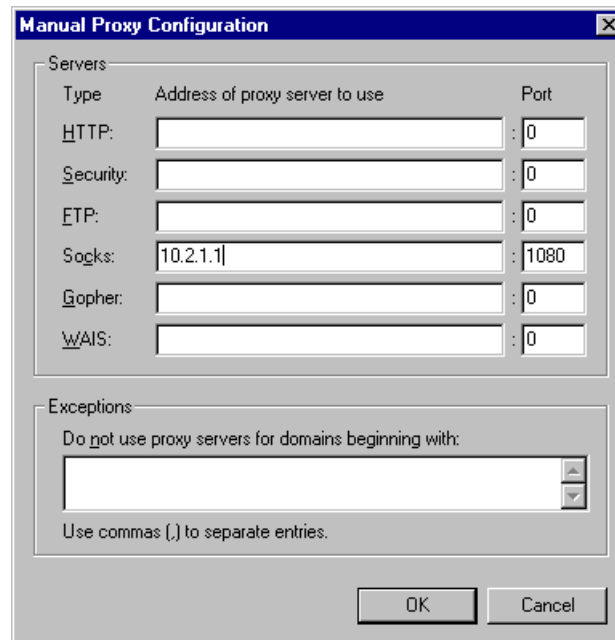 Manual Proxy Configuration
Servers
Type Address of proxy server to use Port
HTTP: : 0
Security: : 0
FTP: : 0
Socks: 10.2.1.1 : 1080
Gopher: : 0
WAIS: : 0
Exceptions
Do not use proxy servers for domains beginning with:
Use commas (,) to separate entries.
OK Cancel